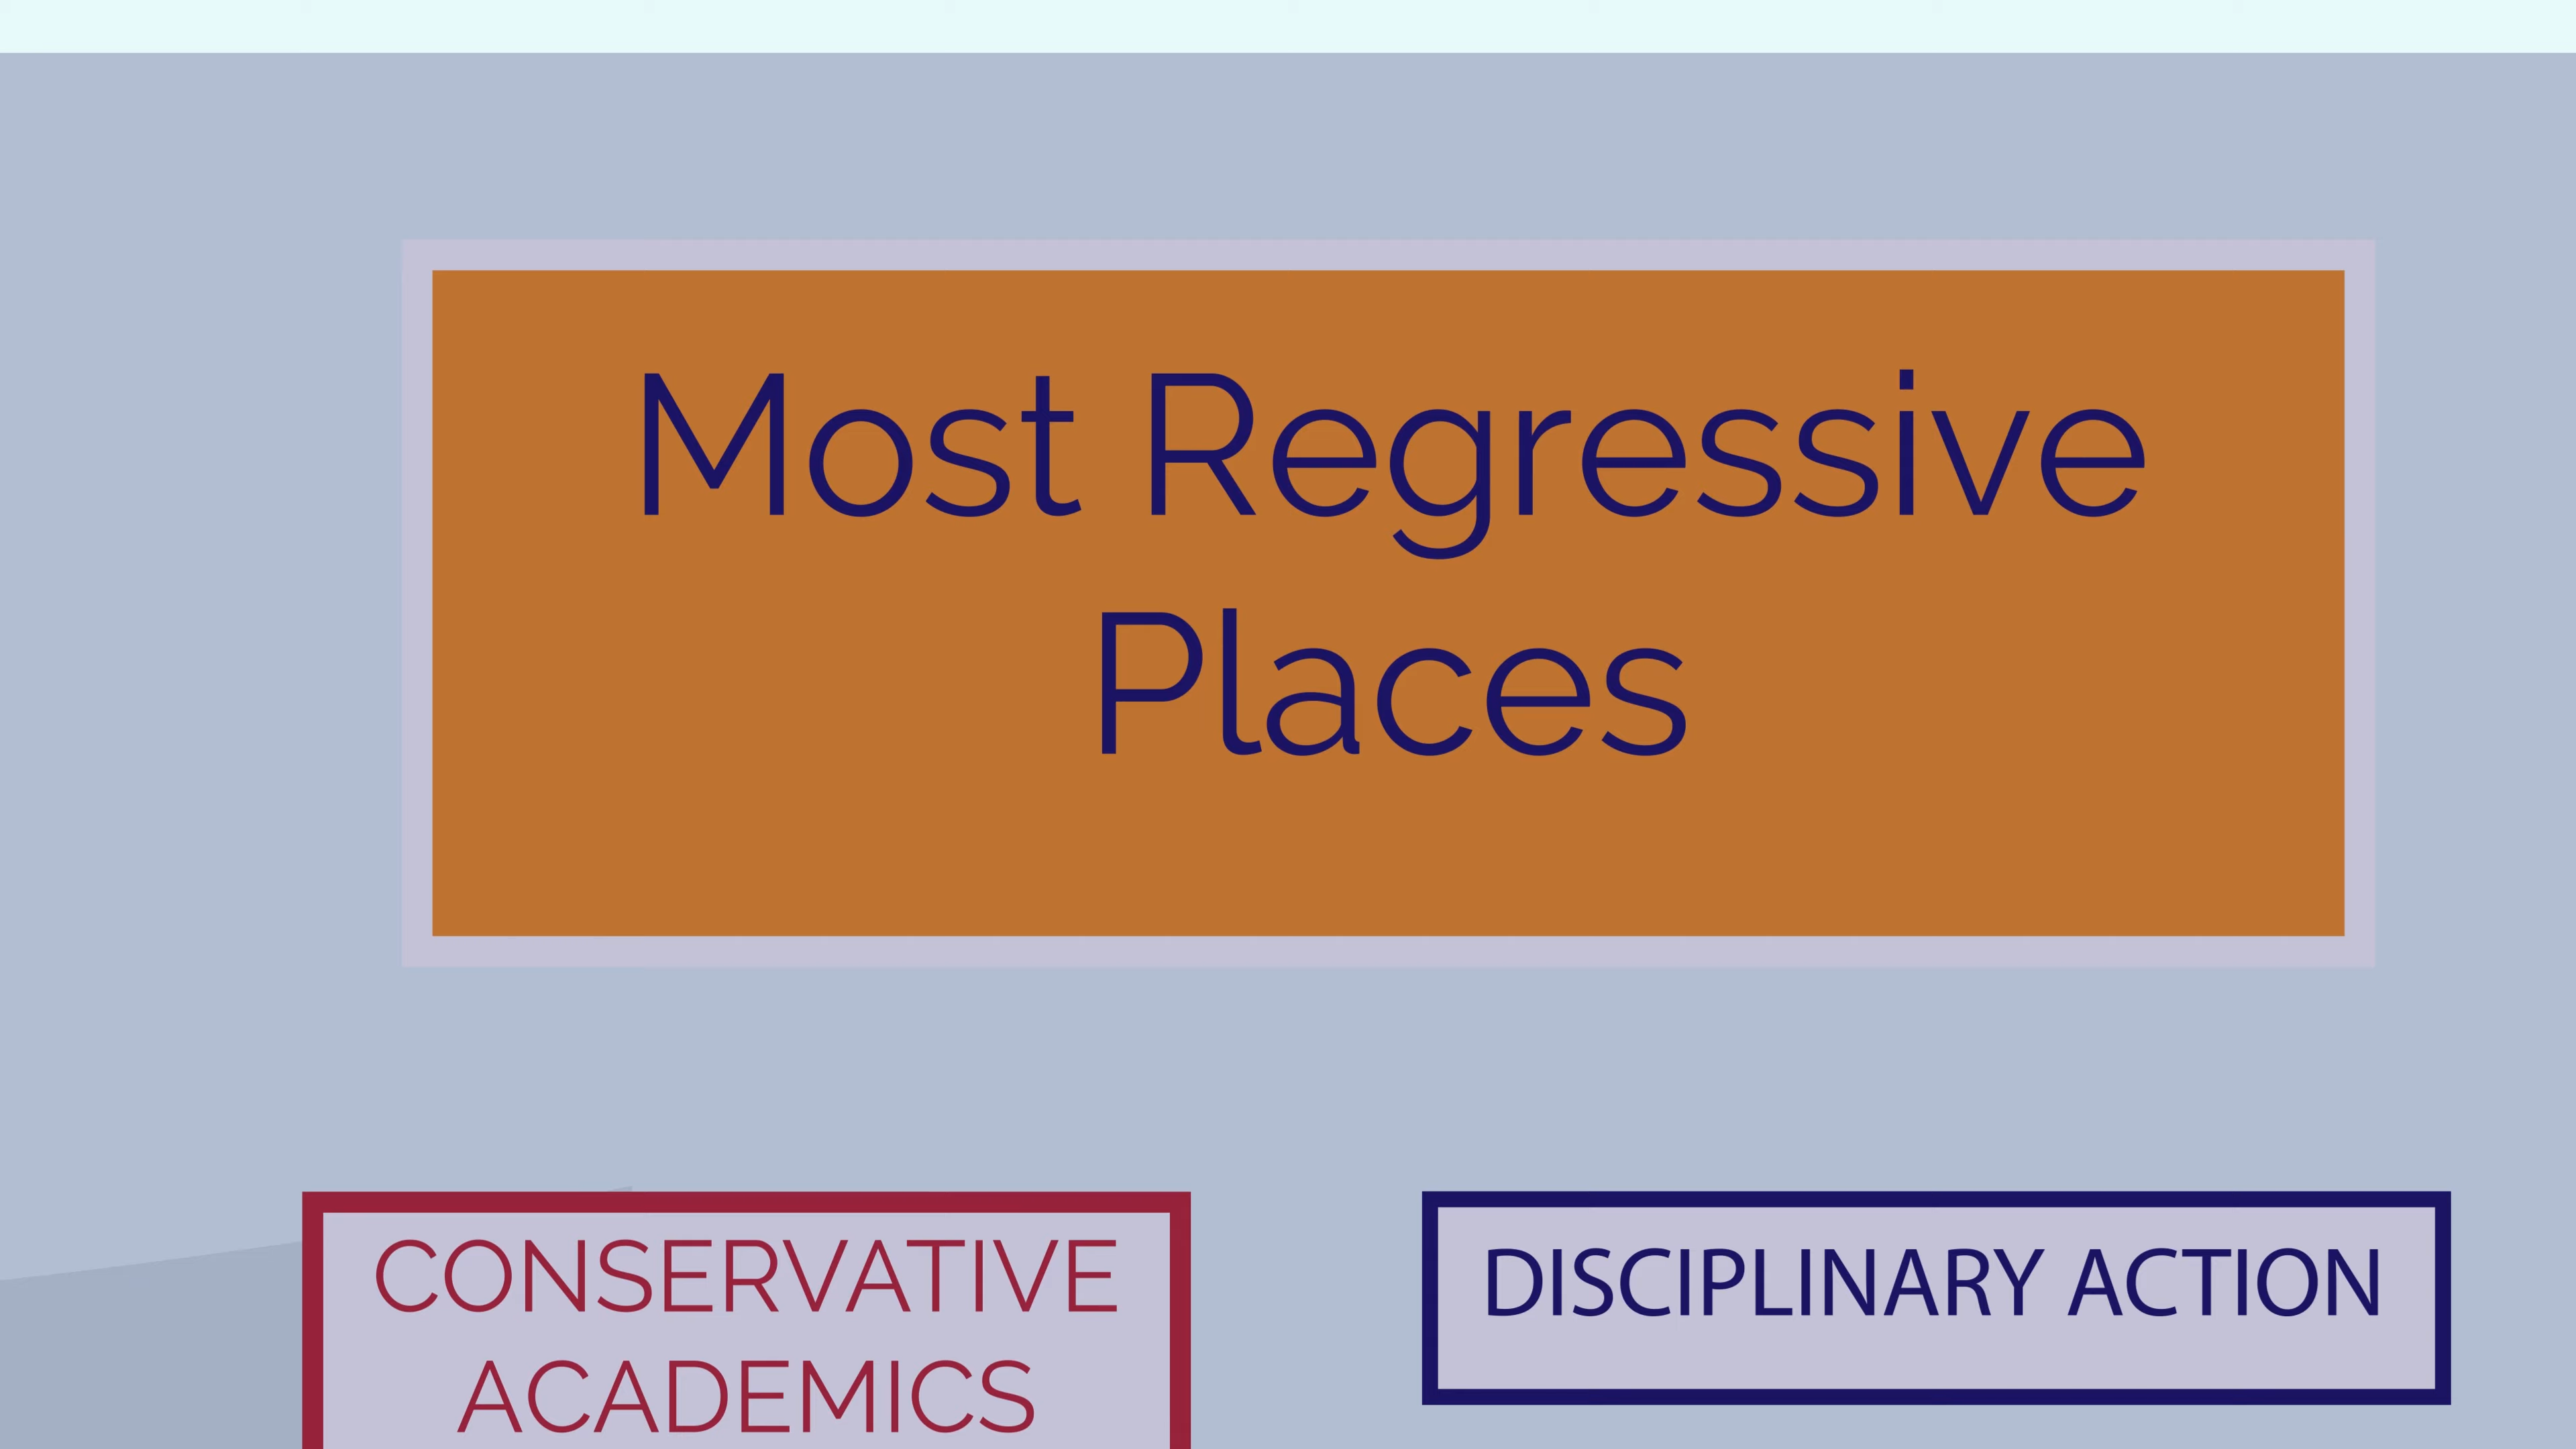 Most Regressive
Places
CONSERVATIVE
ACADEMICS
DISCIPLINARY ACTION